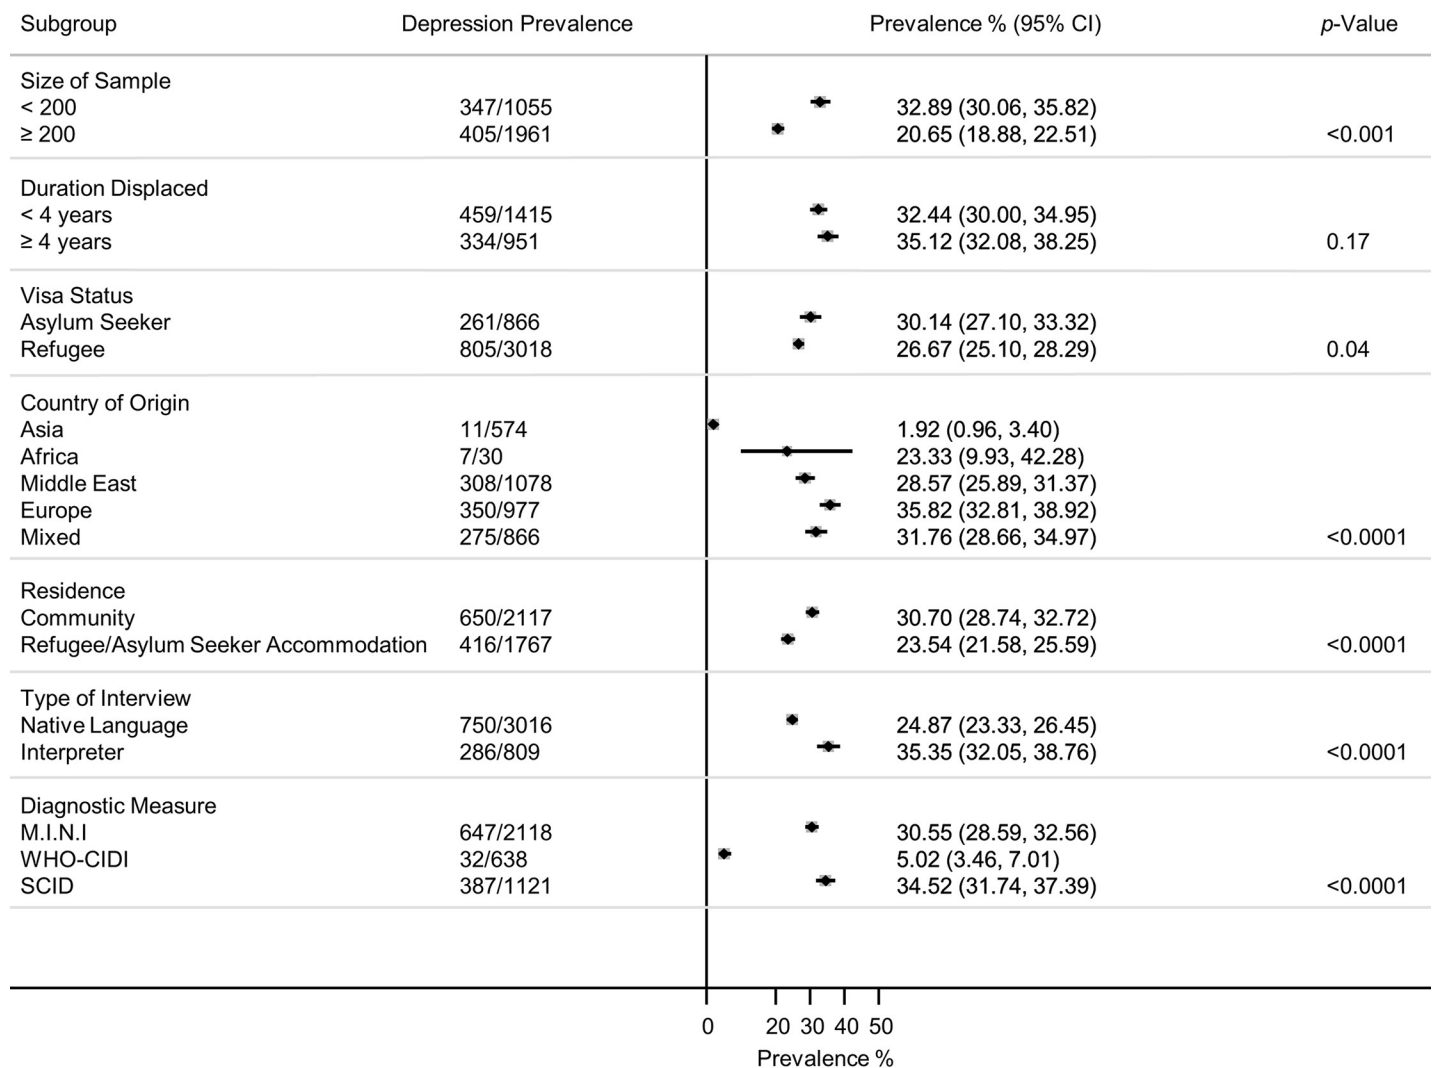 Subgroup Depression Prevalence Prevalence % (95% CI) p-Value
Size of Sample
< 200 347/1055 32.89 (30.06, 35.82)
≥ 200 405/1961 20.65 (18.88, 22.51) <0.001
Duration Displaced
< 4 years 459/1415 32.44 (30.00, 34.95)
≥ 4 years 334/951 35.12 (32.08, 38.25) 0.17
Visa Status
Asylum Seeker 261/866 30.14 (27.10, 33.32)
Refugee 805/3018 26.67 (25.10, 28.29) 0.04
Country of Origin
Asia 11/574 1.92 (0.96, 3.40)
Africa 7/30 23.33 (9.93, 42.28)
Middle East 308/1078 28.57 (25.89, 31.37)
Europe 350/977 35.82 (32.81, 38.92)
Mixed 275/866 31.76 (28.66, 34.97) <0.0001
Residence
Community 650/2117 30.70 (28.74, 32.72)
Refugee/Asylum Seeker Accommodation 416/1767 23.54 (21.58, 25.59) <0.0001
Type of Interview
Native Language 750/3016 24.87 (23.33, 26.45)
Interpreter 286/809 35.35 (32.05, 38.76) <0.0001
Diagnostic Measure
M.I.N.I 647/2118 30.55 (28.59, 32.56)
WHO-CIDI 32/638 5.02 (3.46, 7.01)
SCID 387/1121 34.52 (31.74, 37.39) <0.0001
0 20 30 40 50
Prevalence %